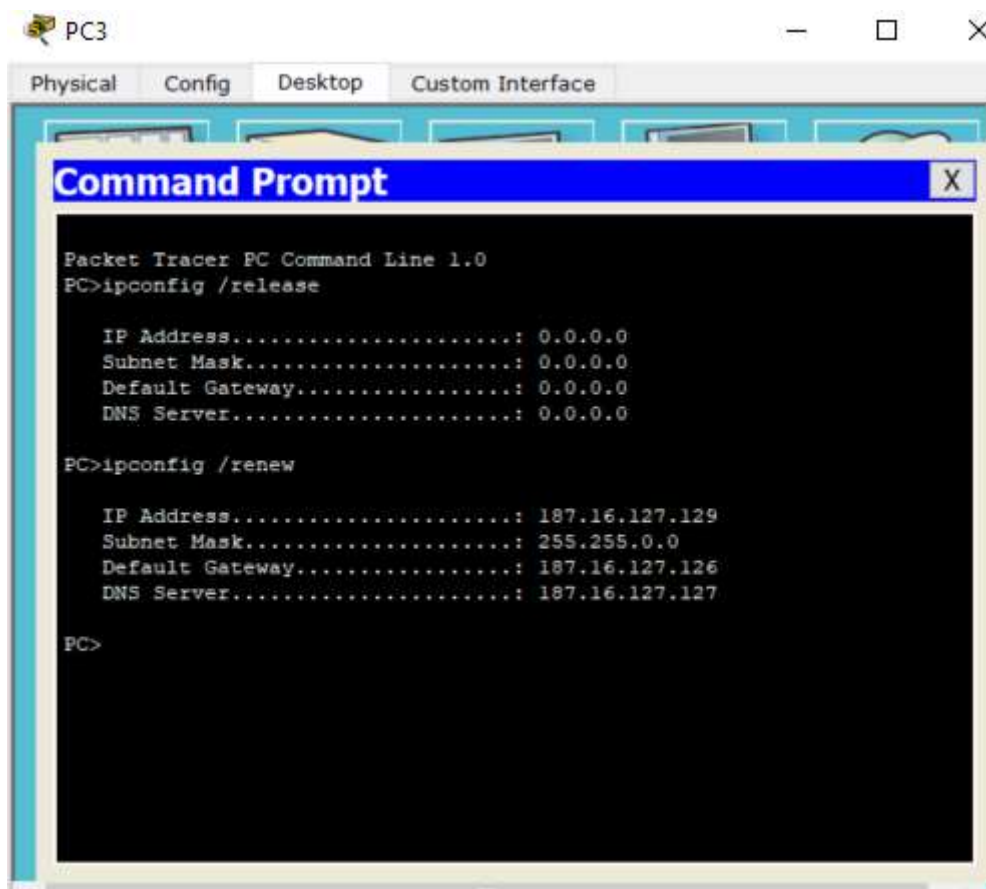 PC3
Physical Config Desktop Custom Interface
Command Prompt X
Packet Tracer PC Command Line 1.0
PC>ipconfig /release
IP Address......................: 0.0.0.0
Subnet Mask.....................: 0.0.0.0
Default Gateway.................: 0.0.0.0
DNS Server......................: 0.0.0.0
PC>ipconfig /renew
IP Address......................: 187.16.127.129
Subnet Mask.....................: 255.255.0.0
Default Gateway.................: 187.16.127.126
DNS Server......................: 187.16.127.127
PC>